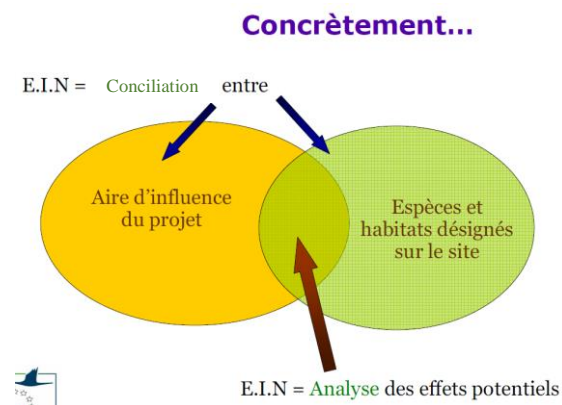 Concrètement...
E.I.N = Conciliation entre
Aire d'influence
du projet
Espèces et
habitats désignés
sur le site
E.I.N = Analyse des effets potentiels